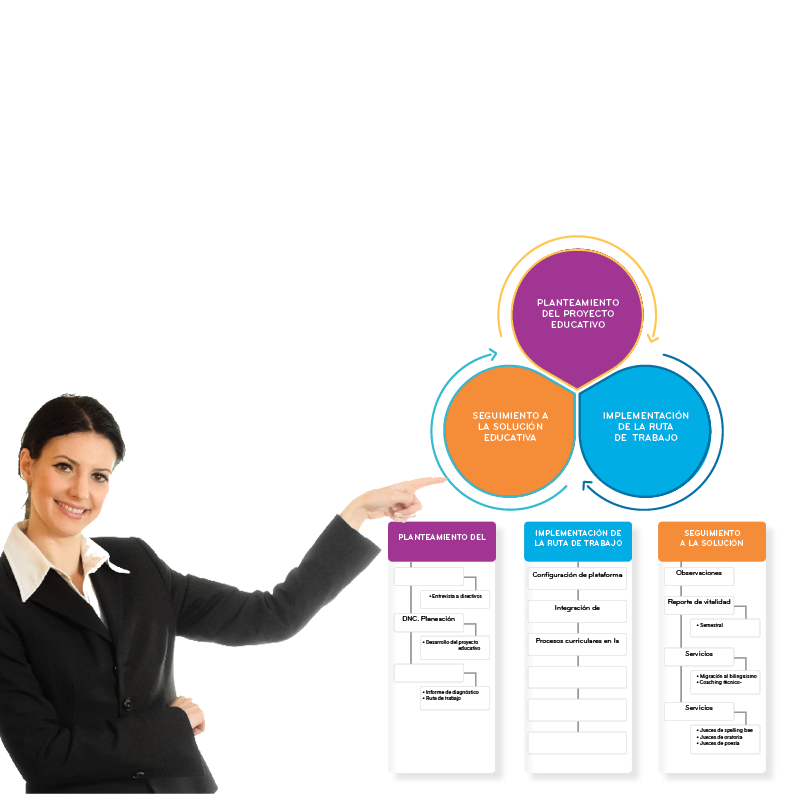 PLANTEAMIENTO
DEL PROYECTO
EDUCATIVO
SEGUIMIENTO A
LA SOLUCIÓN
EDUCATIVA
IMPLEMENTACIÓN
DE LA RUTA
DE TRABAJO
PLANTEAMIENTO DEL
• Entrevista a directivos
DNC. Planeación
• Desarrollo del proyecto
educativo
• Informe de diagnóstico
• Ruta de trabajo
IMPLEMENTACIÓN DE
LA RUTA DE TRABAJO
Configuración de plataforma
Integración de
Procesos curriculares en la
SEGUIMIENTO
A LA SOLUCIÓN
Observaciones
Reporte de vitalidad
• Semestral
Servicios
• Migración al bilingüismo
• Coaching técnico-
Servicios
• Jueces de spelling bee
• Jueces de oratoria
• Jueces de poesía